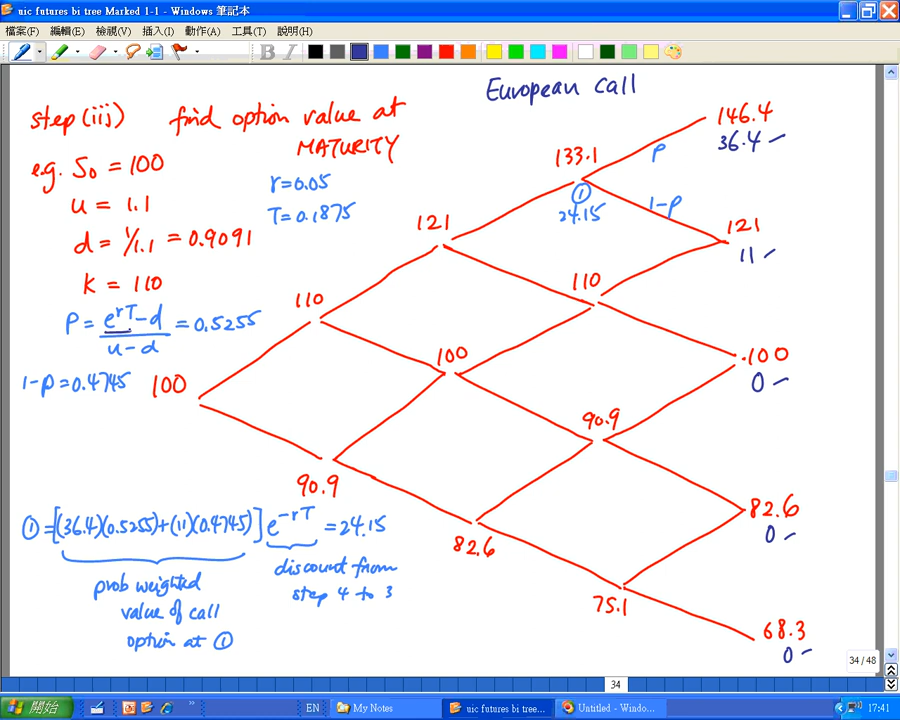 uic futures bi tree Marked 1-1 - Windows 筆記本
檔案(F) 編輯(E) 檢視(V) 插入(I) 動作(A) 工具(T) 說明(H)
B I
European Call
step(iii) find option value at
MATURITY
e.g. S₀ = 100
u = 1.1
d = 1/1.1 = 0.9091
k = 110
r=0.05
T=0.1875
P = e^rT - d / u - d = 0.5255
1-p=0.4745
100
110
90.9
121
100
82.6
133.1
①
24.15
P
1-P
110
90.9
75.1
146.4
36.4
121
11
100
0
82.6
0
68.3
0
① = [(36.4)(0.5255)+(11)(0.4745)] e^-rT = 24.15
prob weighted
value of call
option at ①
discount from
step 4 to 3
34 / 48
34
開始
EN
My Notes
uic futures bi tree...
Untitled - Windo...
17:41